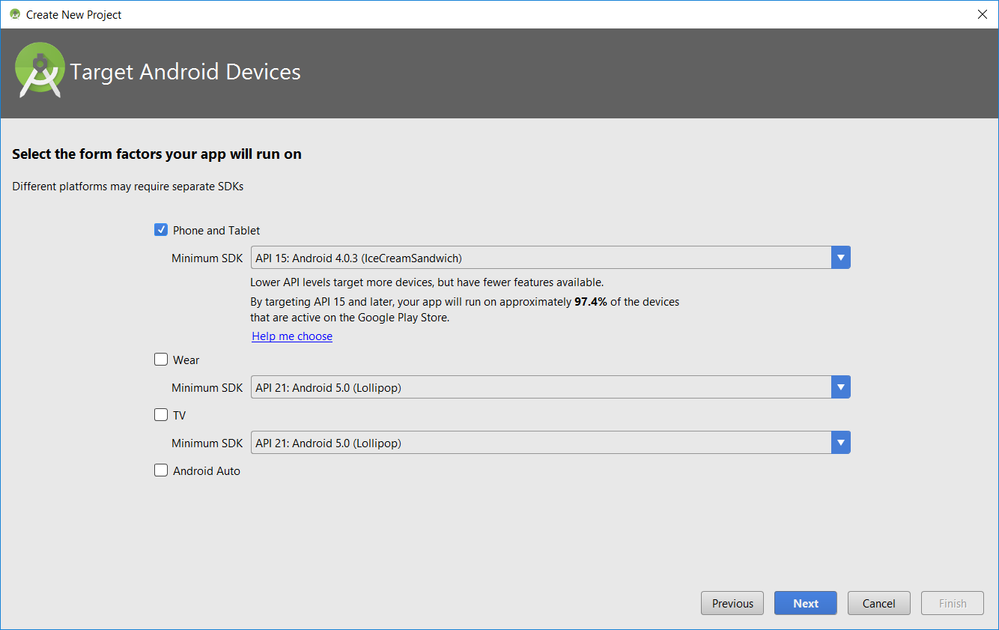 Create New Project
Target Android Devices
Select the form factors your app will run on
Different platforms may require separate SDKs
Phone and Tablet
Minimum SDK API 15: Android 4.0.3 (IceCreamSandwich)
Lower API levels target more devices, but have fewer features available.
By targeting API 15 and later, your app will run on approximately 97.4% of the devices
that are active on the Google Play Store.
Help me choose
Wear
Minimum SDK API 21: Android 5.0 (Lollipop)
TV
Minimum SDK API 21: Android 5.0 (Lollipop)
Android Auto
Previous Next Cancel Finish